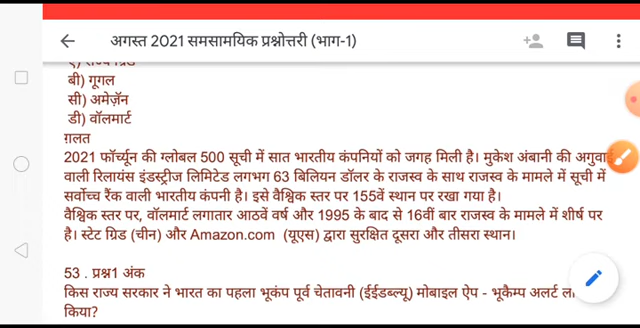 अगस्त 2021 समसामयिक प्रश्नोत्तरी (भाग-1)
बी) गूगल
सी) अमेज़ॅन
डी) वॉलमार्ट
ग़लत
2021 फॉर्च्यून की ग्लोबल 500 सूची में सात भारतीय कंपनियों को जगह मिली है। मुकेश अंबानी की अगुवाई
वाली रिलायंस इंडस्ट्रीज लिमिटेड लगभग 63 बिलियन डॉलर के राजस्व के साथ राजस्व के मामले में सूची में
सर्वोच्च रैंक वाली भारतीय कंपनी है। इसे वैश्विक स्तर पर 155वें स्थान पर रखा गया है।
वैश्विक स्तर पर, वॉलमार्ट लगातार आठवें वर्ष और 1995 के बाद से 16वीं बार राजस्व के मामले में शीर्ष पर
है। स्टेट ग्रिड (चीन) और Amazon.com (यूएस) द्वारा सुरक्षित दूसरा और तीसरा स्थान।
53 . प्रश्न1 अंक
किस राज्य सरकार ने भारत का पहला भूकंप पूर्व चेतावनी (ईईडब्ल्यू) मोबाइल ऐप - भूकैम्प अलर्ट
किया?